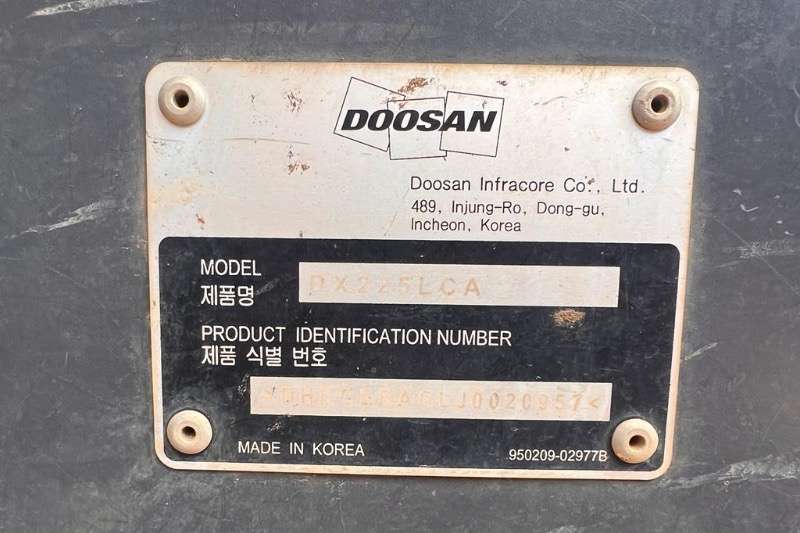 DOOSAN
Doosan Infracore Co., Ltd.
489, Injung-Ro, Dong-gu,
Incheon, Korea
MODEL
제품명
DX225LCA
PRODUCT IDENTIFICATION NUMBER
제품 식별 번호
MADE IN KOREA
950209-02977B